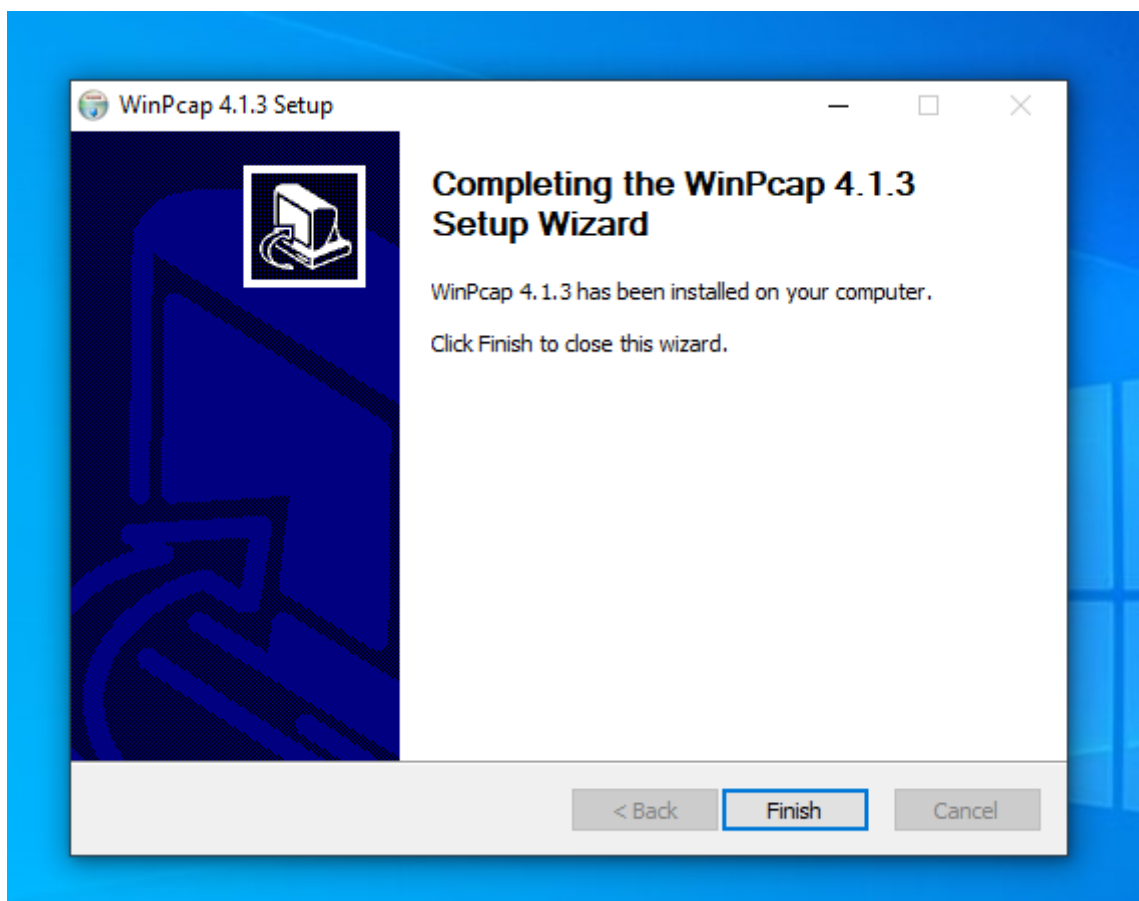 WinPcap 4.1.3 Setup
Completing the WinPcap 4.1.3
Setup Wizard
WinPcap 4.1.3 has been installed on your computer.
Click Finish to close this wizard.
< Back
Finish
Cancel